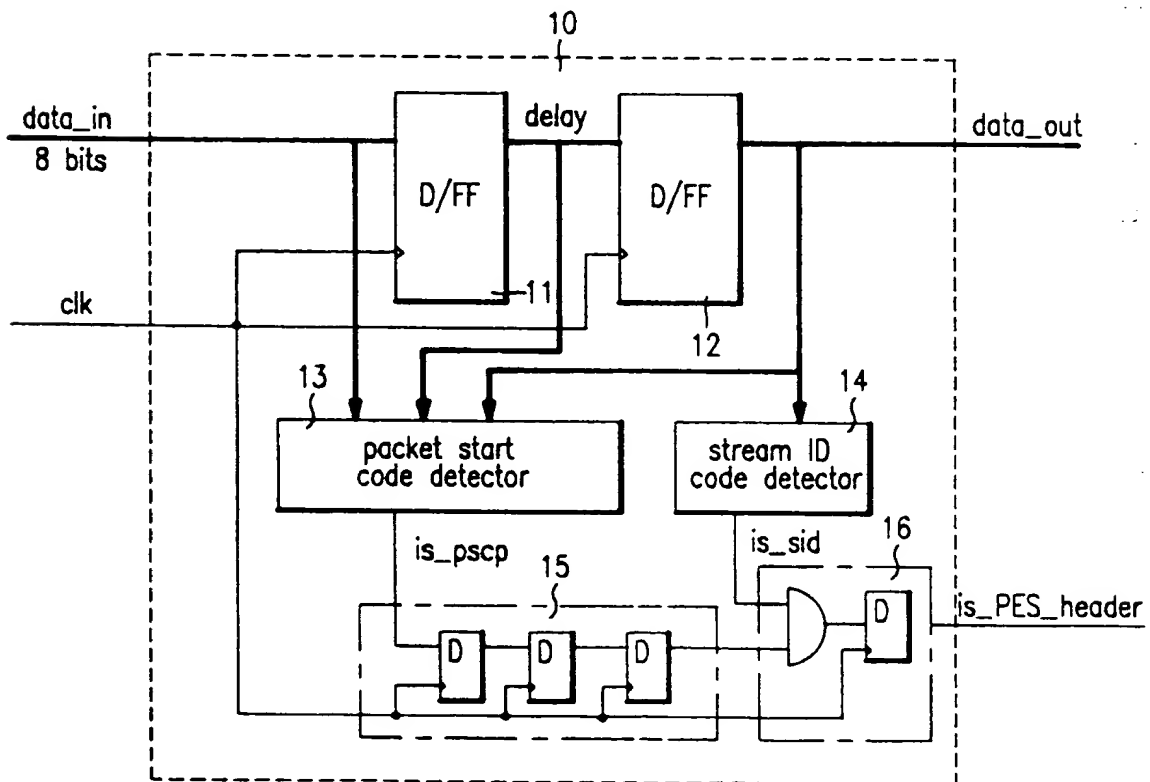 10
data_in
8 bits
delay
data_out
D/FF
D/FF
clk
11
12
13
14
packet start
code detector
stream ID
code detector
is_pscp
is_sid
15
16
D
D
D
D
is_PES_header